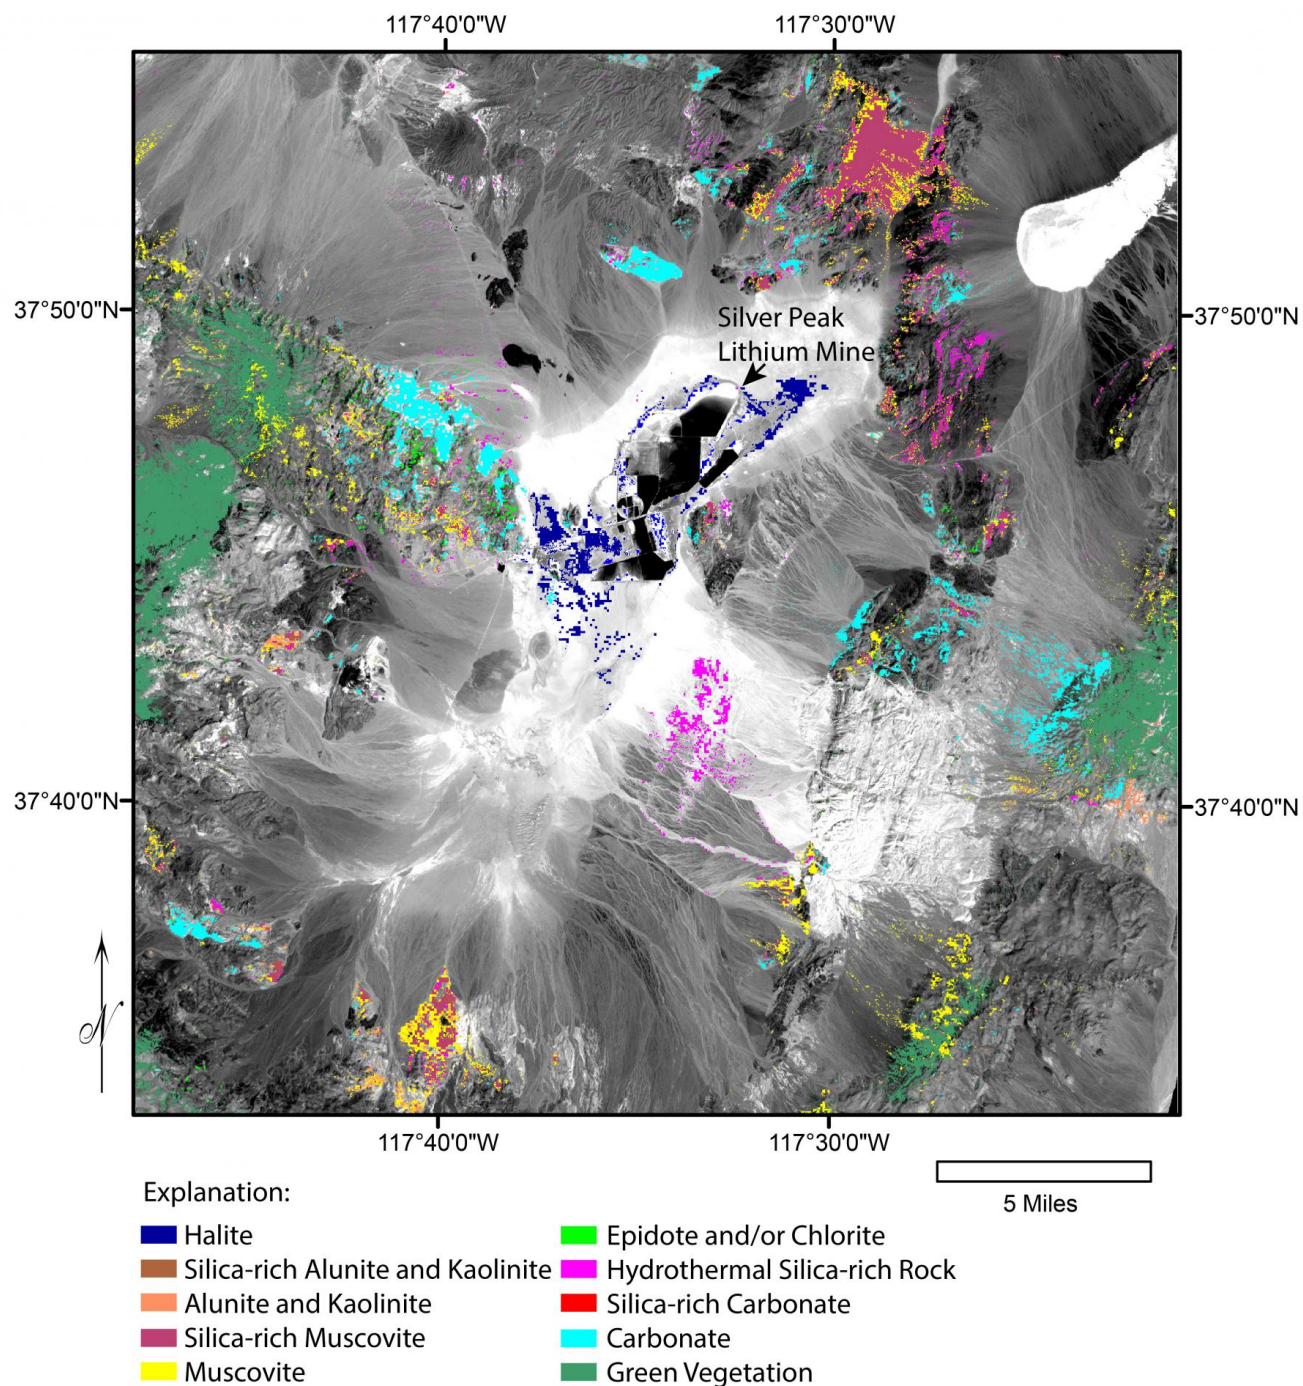 117°40'0"W 117°30'0"W
37°50'0"N 37°50'0"N
Silver Peak
Lithium Mine
37°40'0"N 37°40'0"N
N
117°40'0"W 117°30'0"W
5 Miles
Explanation:
Halite Epidote and/or Chlorite
Silica-rich Alunite and Kaolinite Hydrothermal Silica-rich Rock
Alunite and Kaolinite Silica-rich Carbonate
Silica-rich Muscovite Carbonate
Muscovite Green Vegetation